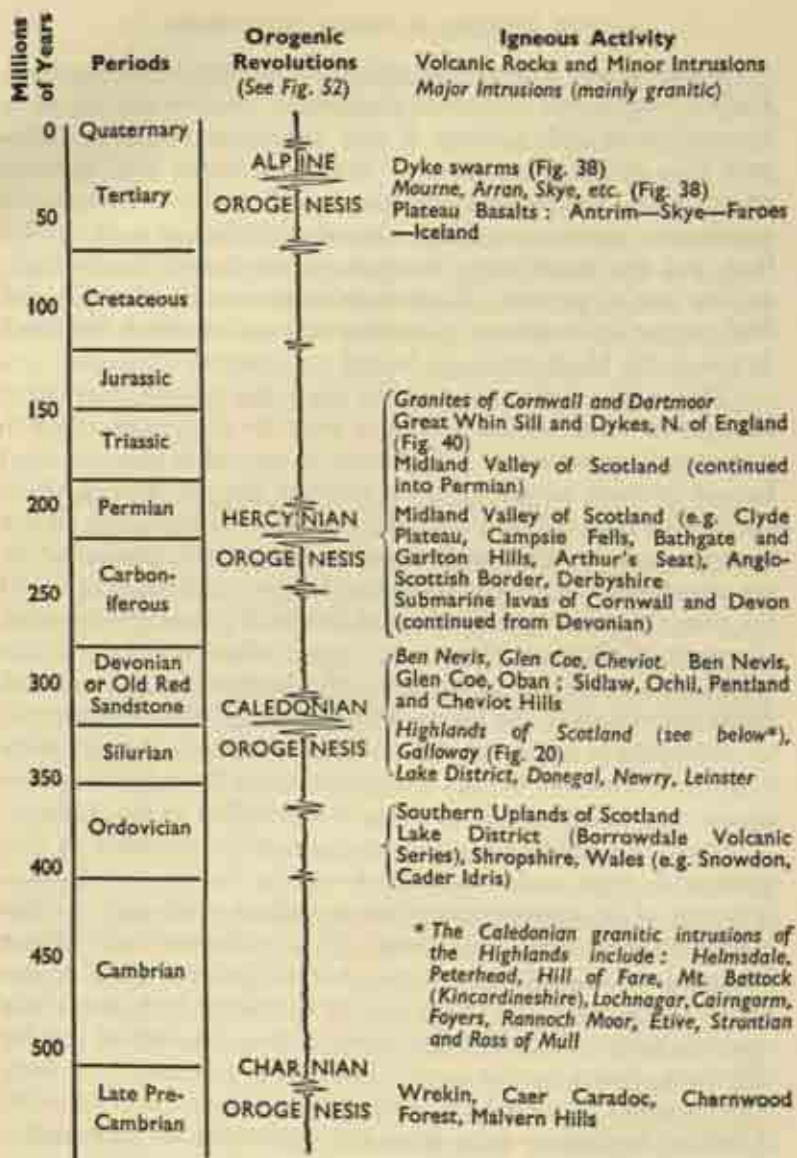 Millions
of Years
Periods
Orogenic
Revolutions
(See Fig. 52)
Igneous Activity
Volcanic Rocks and Minor Intrusions
Major Intrusions (mainly granitic)
0
50
100
150
200
250
300
350
400
450
500
Quaternary
Tertiary
Cretaceous
Jurassic
Triassic
Permian
Carbon-
iferous
Devonian
or Old Red
Sandstone
Silurian
Ordovician
Cambrian
Late Pre-
Cambrian
ALPINE
OROGENESIS
HERCYNIAN
OROGENESIS
CALEDONIAN
OROGENESIS
CHARNIAN
OROGENESIS
Dyke swarms (Fig. 38)
Mourne, Arran, Skye, etc. (Fig. 38)
Plateau Basalts : Antrim—Skye—Faroes
—Iceland
Granites of Cornwall and Dartmoor
Great Whin Sill and Dykes, N. of England
(Fig. 40)
Midland Valley of Scotland (continued
into Permian)
Midland Valley of Scotland (e.g. Clyde
Plateau, Campsie Fells, Bathgate and
Garlton Hills, Arthur's Seat), Anglo-
Scottish Border, Derbyshire
Submarine lavas of Cornwall and Devon
(continued from Devonian)
Ben Nevis, Glen Coe, Cheviot. Ben Nevis,
Glen Coe, Oban ; Sidlaw, Ochil, Pentland
and Cheviot Hills
Highlands of Scotland (see below*),
Galloway (Fig. 20)
Lake District, Donegal, Newry, Leinster
Southern Uplands of Scotland
Lake District (Borrowdale Volcanic
Series), Shropshire, Wales (e.g. Snowdon,
Cader Idris)
* The Caledonian granitic intrusions of
the Highlands include : Helmsdale,
Peterhead, Hill of Fare, Mt. Battock
(Kincardineshire), Lochnagar, Cairngorm,
Foyers, Rannoch Moor, Etive, Strontian
and Ross of Mull
Wrekin, Caer Caradoc, Charnwood
Forest, Malvern Hills